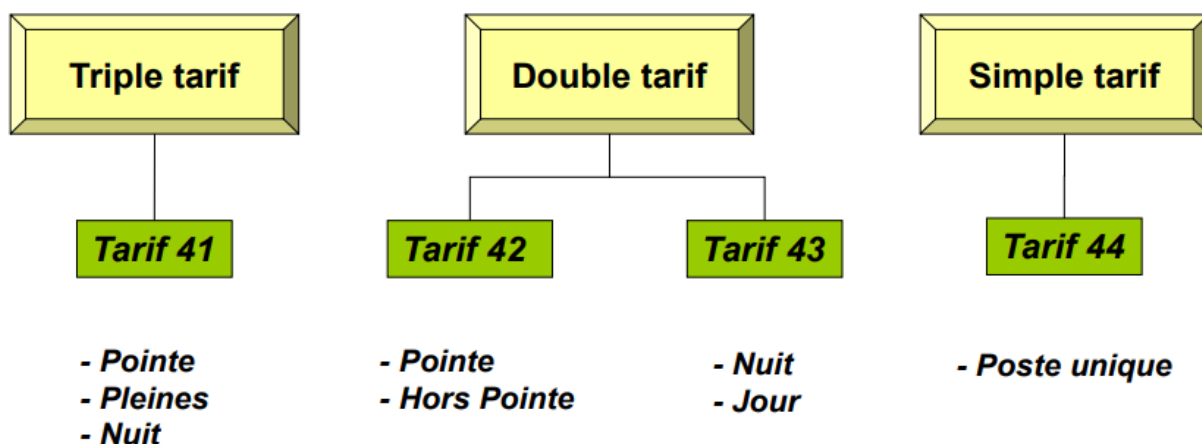 Triple tarif
Double tarif
Simple tarif
Tarif 41
Tarif 42
Tarif 43
Tarif 44
- Pointe
- Pleines
- Nuit
- Pointe
- Hors Pointe
- Nuit
- Jour
- Poste unique